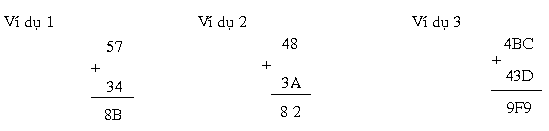 Ví dụ 1
57
+
34
8B
Ví dụ 2
48
+
3A
8 2
Ví dụ 3
4BC
+
43D
9F9